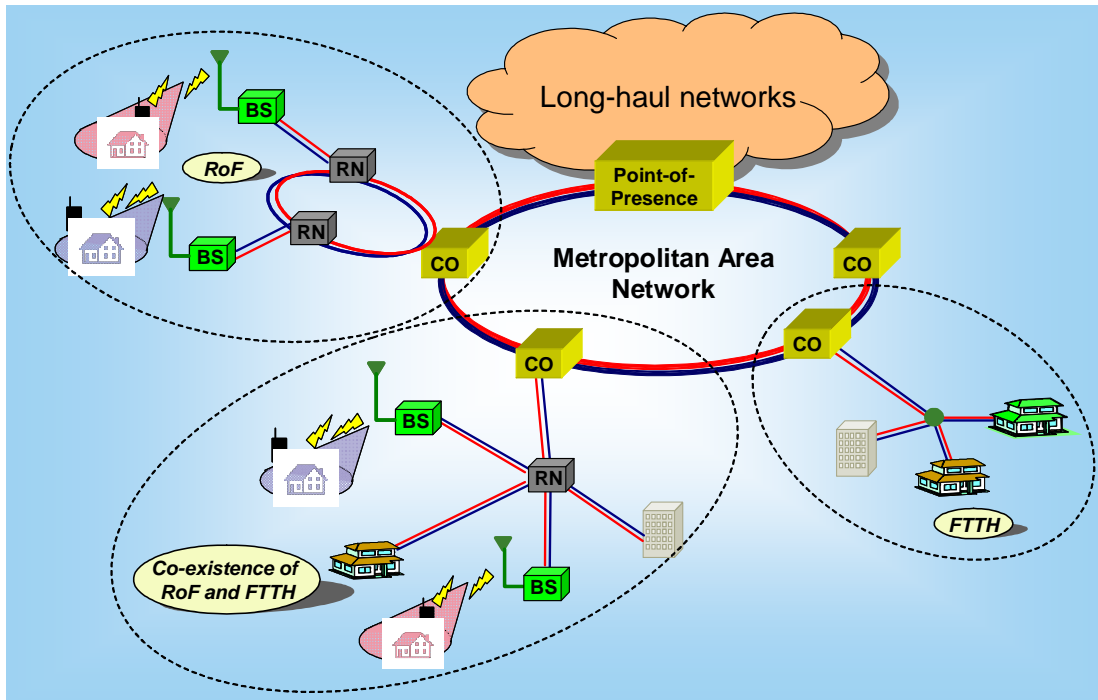 Long-haul networks
Point-of-
Presence
BS
RoF
RN
RN
BS
CO
Metropolitan Area
Network
CO
CO
CO
BS
RN
FTTH
Co-existence of
RoF and FTTH
BS